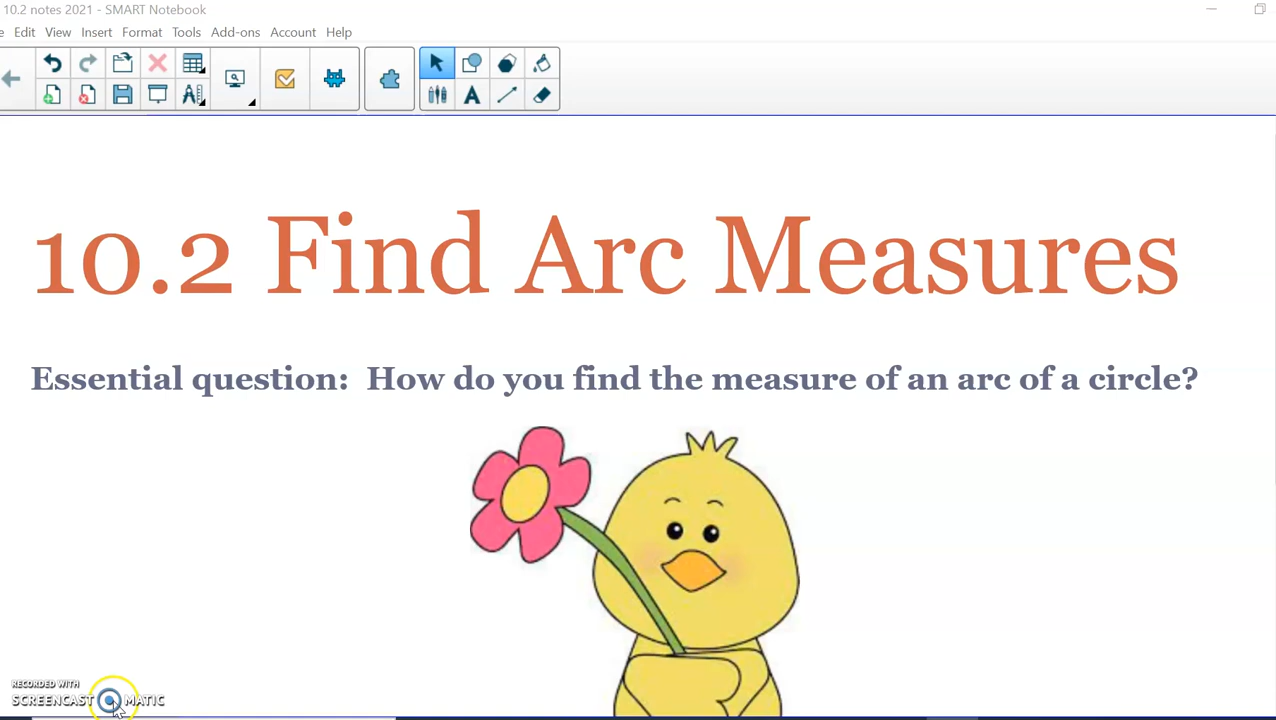 10.2 notes 2021 - SMART Notebook
Edit View Insert Format Tools Add-ons Account Help
10.2 Find Arc Measures
Essential question: How do you find the measure of an arc of a circle?
RECORDED WITH
SCREENCAST MATIC